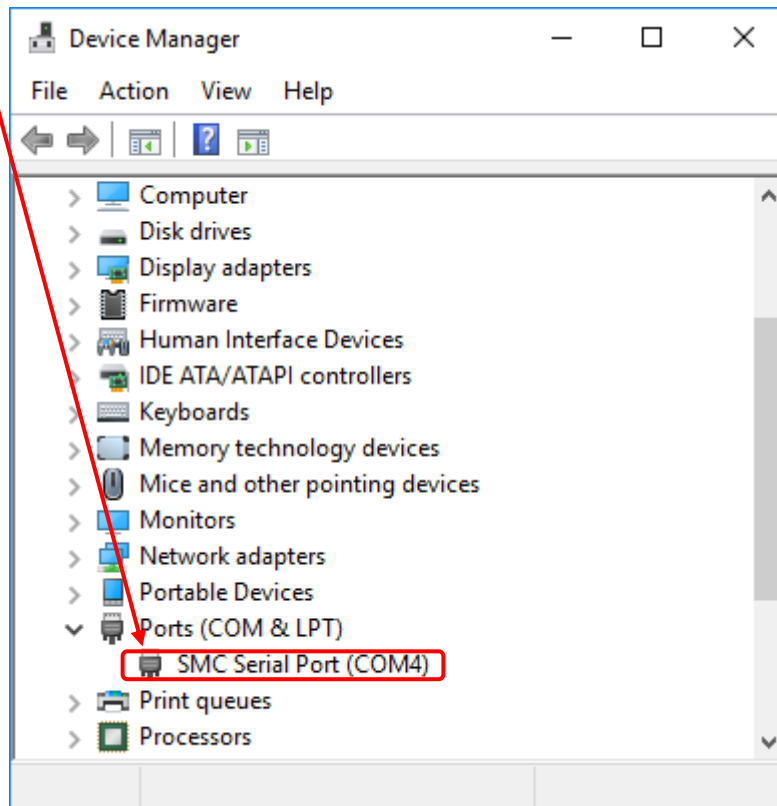 Device Manager
File Action View Help
Computer
Disk drives
Display adapters
Firmware
Human Interface Devices
IDE ATA/ATAPI controllers
Keyboards
Memory technology devices
Mice and other pointing devices
Monitors
Network adapters
Portable Devices
Ports (COM & LPT)
SMC Serial Port (COM4)
Print queues
Processors